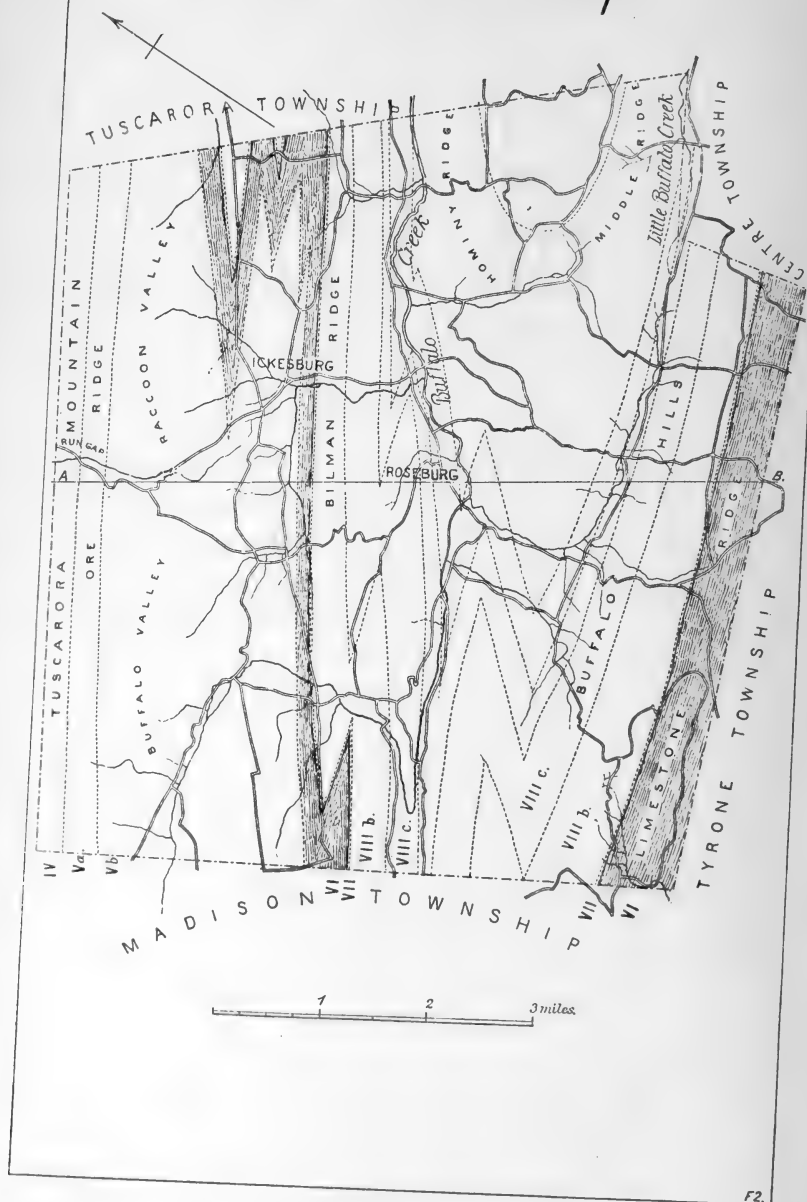 TUSCARORA TOWNSHIP
CENTRE TOWNSHIP
TYRONE TOWNSHIP
MADISON TOWNSHIP
TUSCARORA MOUNTAIN
ORE RIDGE
RACCOON VALLEY
BUFFALO VALLEY
RUN GAP
A
B.
ICKESBURG
BILMAN RIDGE
ROSEBURG
Buffalo Creek
HOMINY RIDGE
MIDDLE RIDGE
Little Buffalo Creek
BUFFALO HILLS
LIMESTONE RIDGE
IV
Va
Vb
VI
VII
VIII b.
VIII c.
VIII c.
VIII b.
VII
VI
1
2
3 miles.
F2.